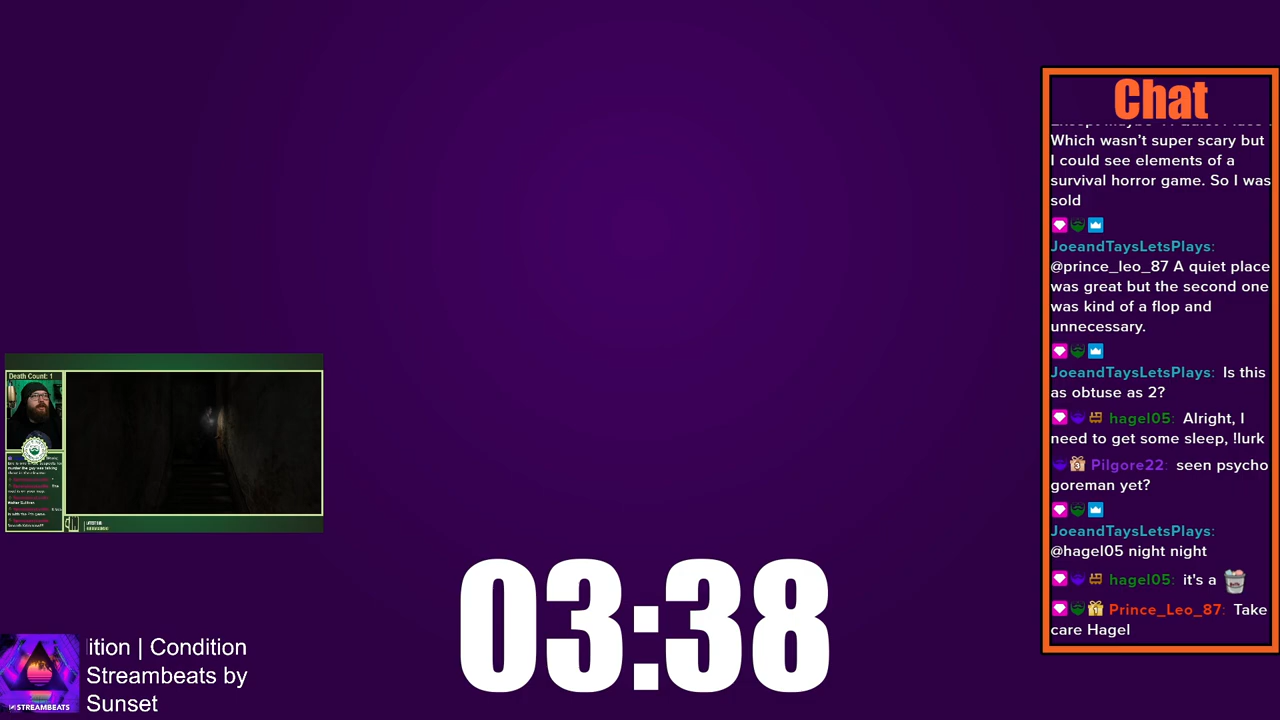 Chat
Which wasn't super scary but
I could see elements of a
survival horror game. So I was
sold
JoeandTaysLetsPlays:
@prince_leo_87 A quiet place
was great but the second one
was kind of a flop and
unnecessary.
JoeandTaysLetsPlays: Is this
as obtuse as 2?
hagel05: Alright, I
need to get some sleep, !lurk
Pilgore22: seen psycho
goreman yet?
JoeandTaysLetsPlays:
@hagel05 night night
hagel05: it's a
Prince_Leo_87: Take
care Hagel
Death Count: 1
03:38
ition | Condition
Streambeats by
Sunset
STREAMBEATS